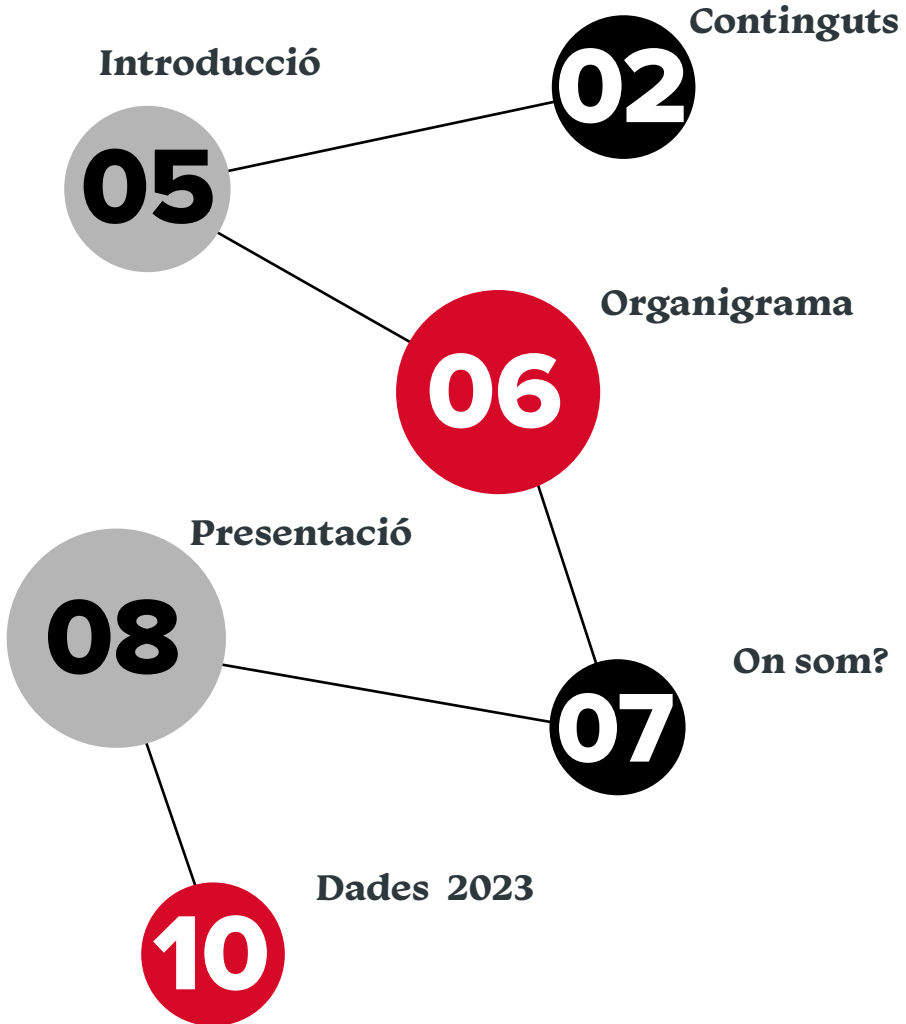 Continguts
02
Introducció
05
Organigrama
06
Presentació
08
On som?
07
Dades 2023
10